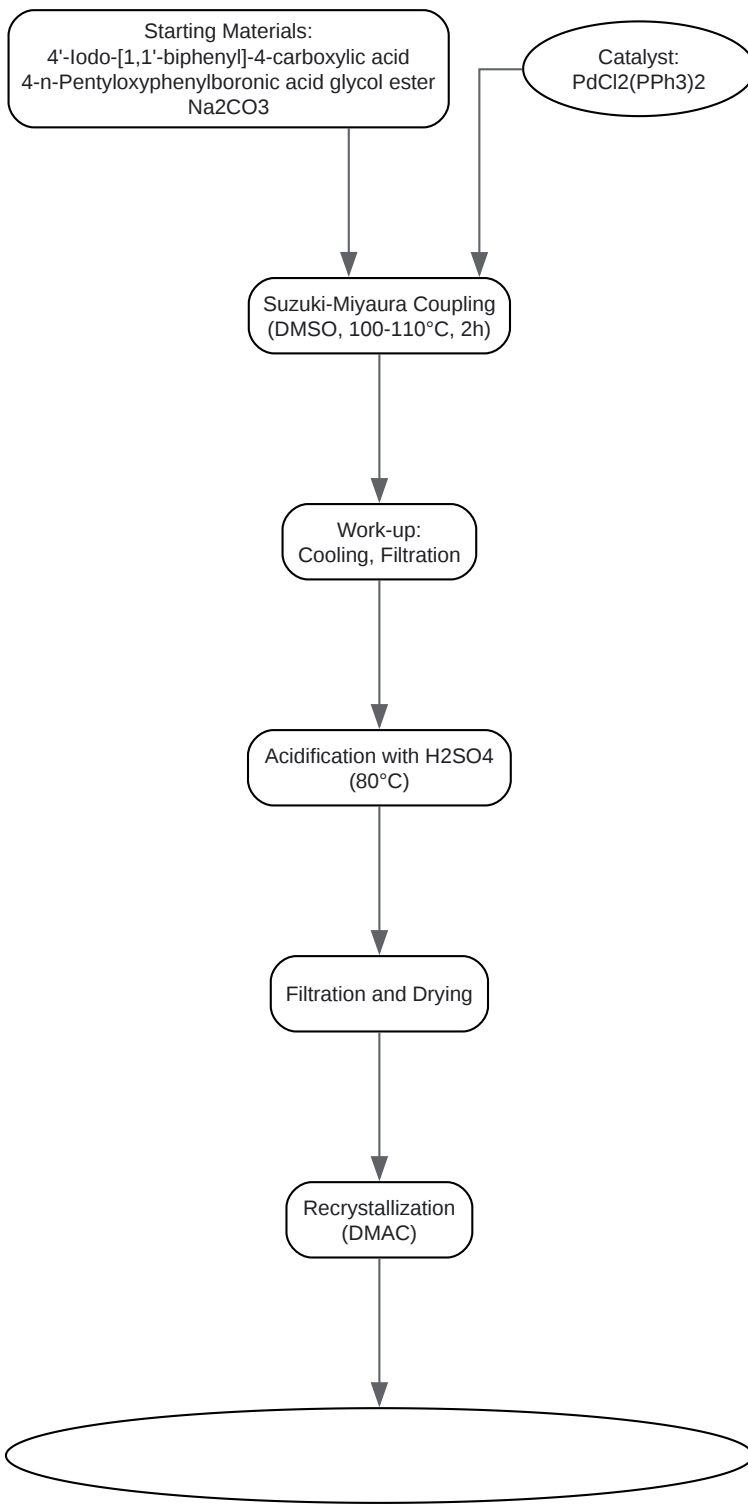 Starting Materials:
4'-Iodo-[1,1'-biphenyl]-4-carboxylic acid
4-n-Pentyloxyphenylboronic acid glycol ester
Na2CO3
Catalyst:
PdCl2(PPh3)2
Suzuki-Miyaura Coupling
(DMSO, 100-110°C, 2h)
Work-up:
Cooling, Filtration
Acidification with H2SO4
(80°C)
Filtration and Drying
Recrystallization
(DMAC)